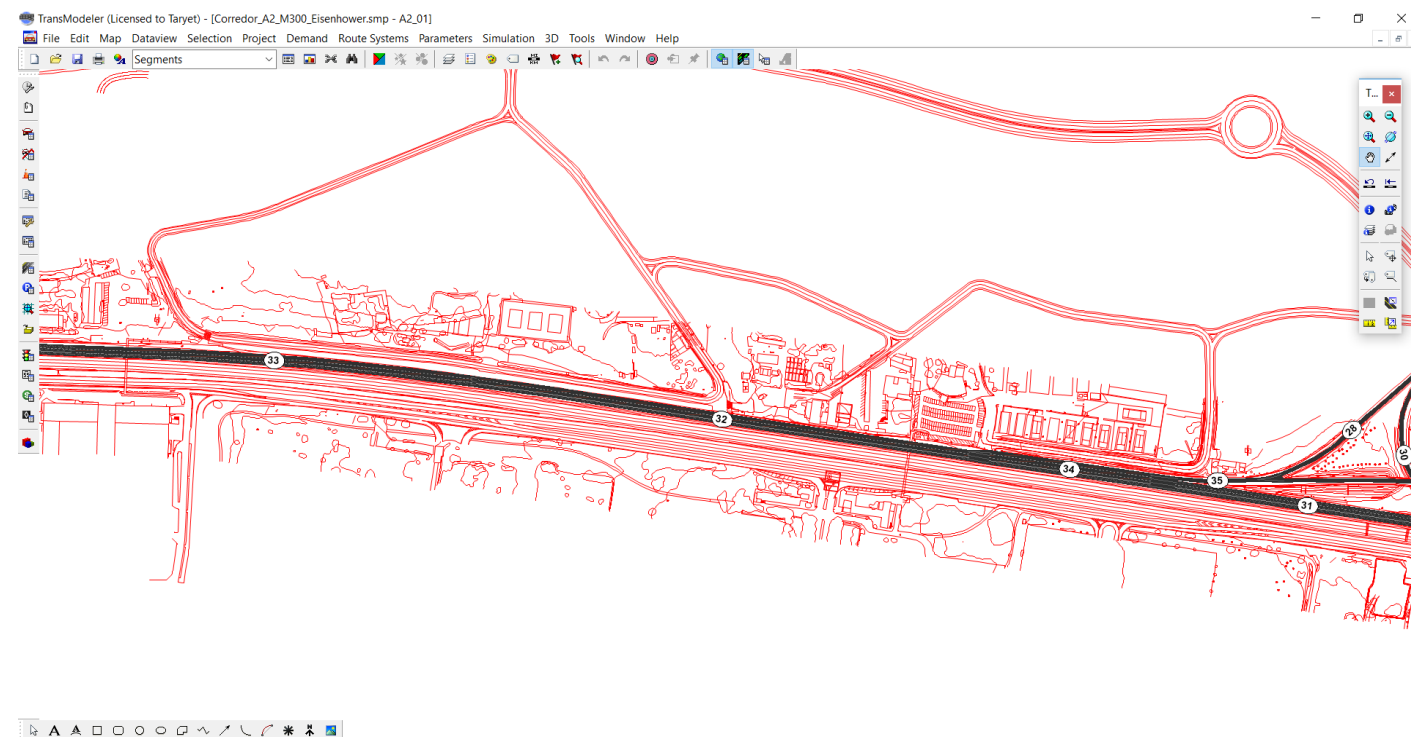 TransModeler (Licensed to Taryet) - [Corredor_A2_M300_Eisenhower.smp - A2_01]
File Edit Map Dataview Selection Project Demand Route Systems Parameters Simulation 3D Tools Window Help
Segments
T...
33
32
34
35
31
28
30